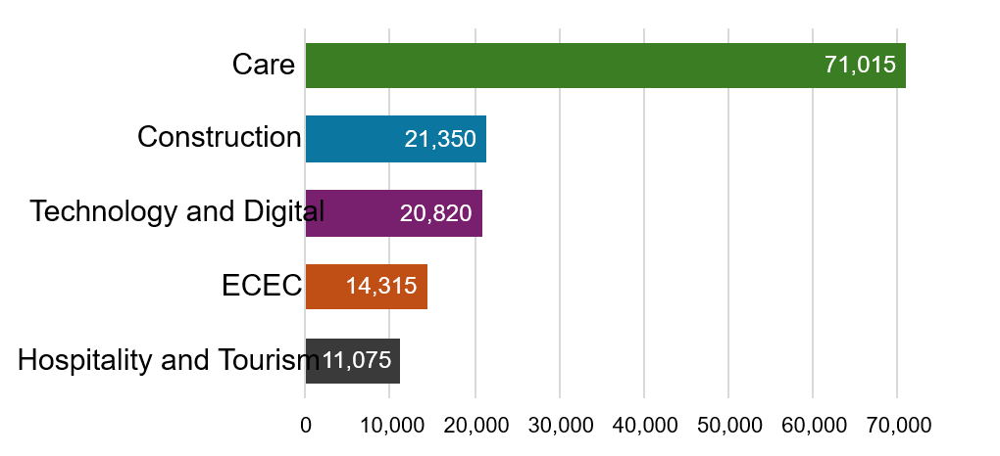 Care 71,015
Construction 21,350
Technology and Digital 20,820
ECEC 14,315
Hospitality and Tourism 11,075
0 10,000 20,000 30,000 40,000 50,000 60,000 70,000